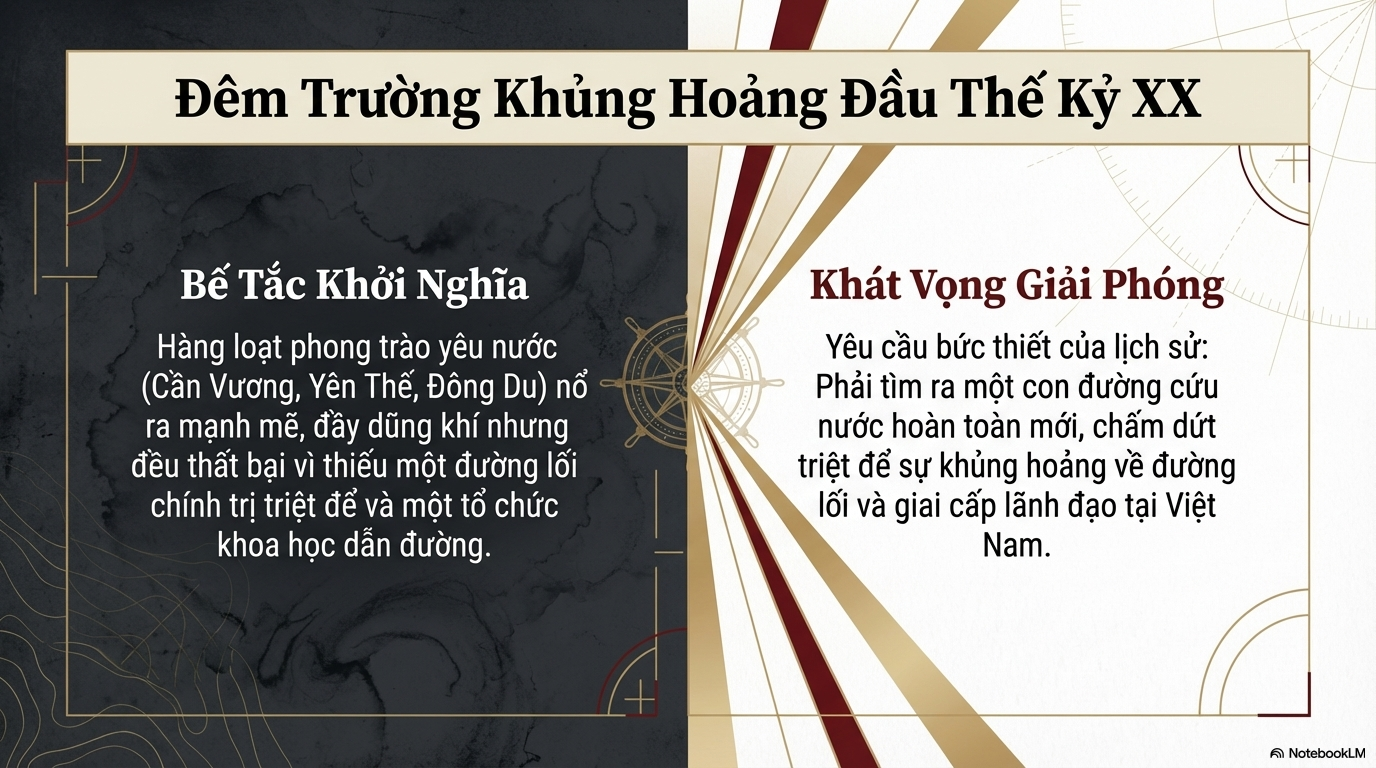 Đêm Trường Khủng Hoảng Đầu Thế Kỷ XX
Bế Tắc Khởi Nghĩa
Hàng loạt phong trào yêu nước
(Cần Vương, Yên Thế, Đông Du) nổ
ra mạnh mẽ, đầy dũng khí nhưng
đều thất bại vì thiếu một đường lối
chính trị triệt để và một tổ chức
khoa học dẫn đường.
Khát Vọng Giải Phóng
Yêu cầu bức thiết của lịch sử:
Phải tìm ra một con đường cứu
nước hoàn toàn mới, chấm dứt
triệt để sự khủng hoảng về đường
lối và giai cấp lãnh đạo tại Việt
Nam.
NotebookLM